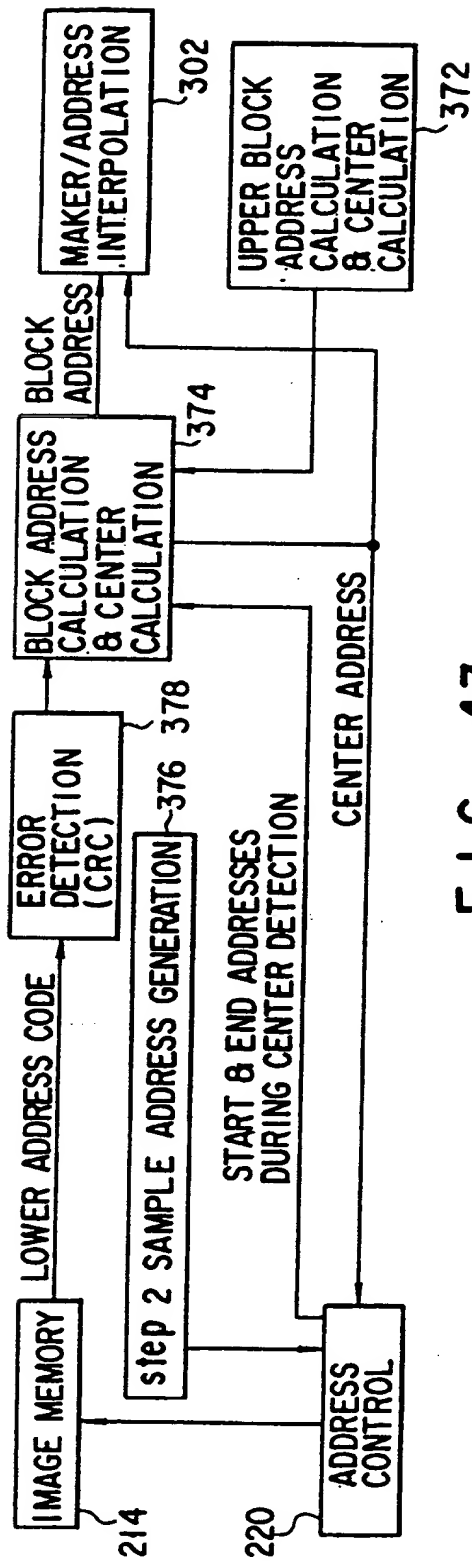 IMAGE MEMORY
214
LOWER ADDRESS CODE
ERROR
DETECTION
(CRC)
378
BLOCK ADDRESS
CALCULATION
& CENTER
CALCULATION
374
BLOCK
ADDRESS
MAKER/ADDRESS
INTERPOLATION
302
step 2 SAMPLE ADDRESS GENERATION
376
UPPER BLOCK
ADDRESS
CALCULATION
& CENTER
CALCULATION
372
START & END ADDRESSES
DURING CENTER DETECTION
ADDRESS
CONTROL
220
CENTER ADDRESS